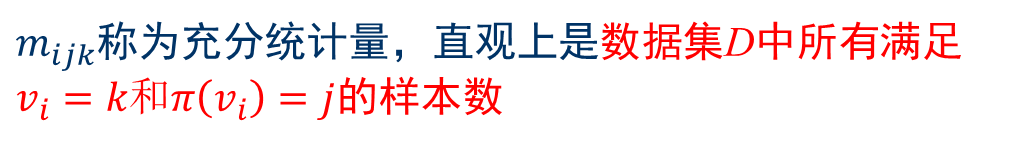 m_{ijk}称为充分统计量，直观上是数据集D中所有满足
v_i = k和π(v_i) = j的样本数